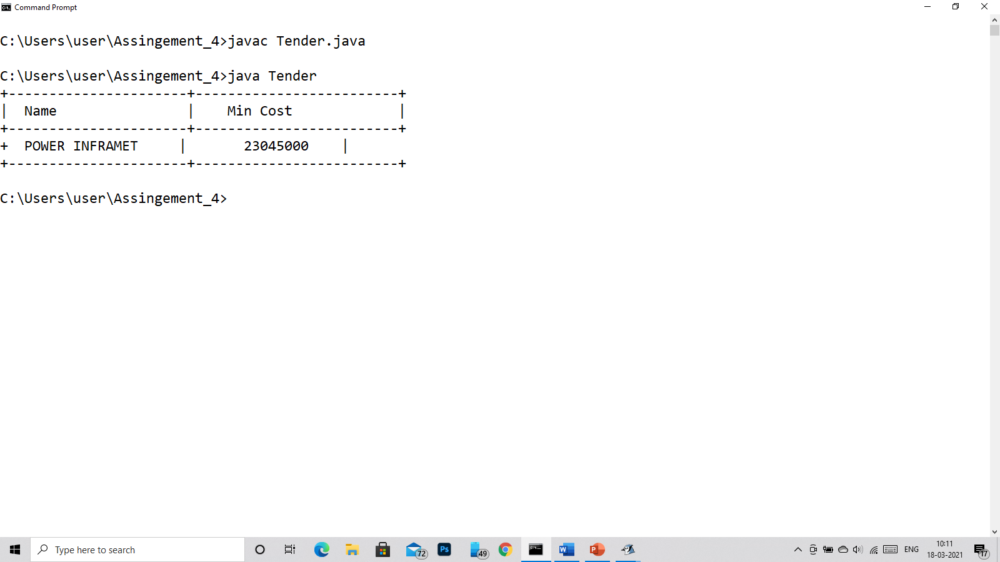 Command Prompt
C:\Users\user\Assingement_4>javac Tender.java
C:\Users\user\Assingement_4>java Tender
+----------------------+-------------------------+
|  Name                |    Min Cost             |
+----------------------+-------------------------+
+  POWER INFRAMET     |       23045000    |
+----------------------+-------------------------+
C:\Users\user\Assingement_4>
Type here to search
72
Ps
49
W
P
ENG
10:11
18-03-2021
17